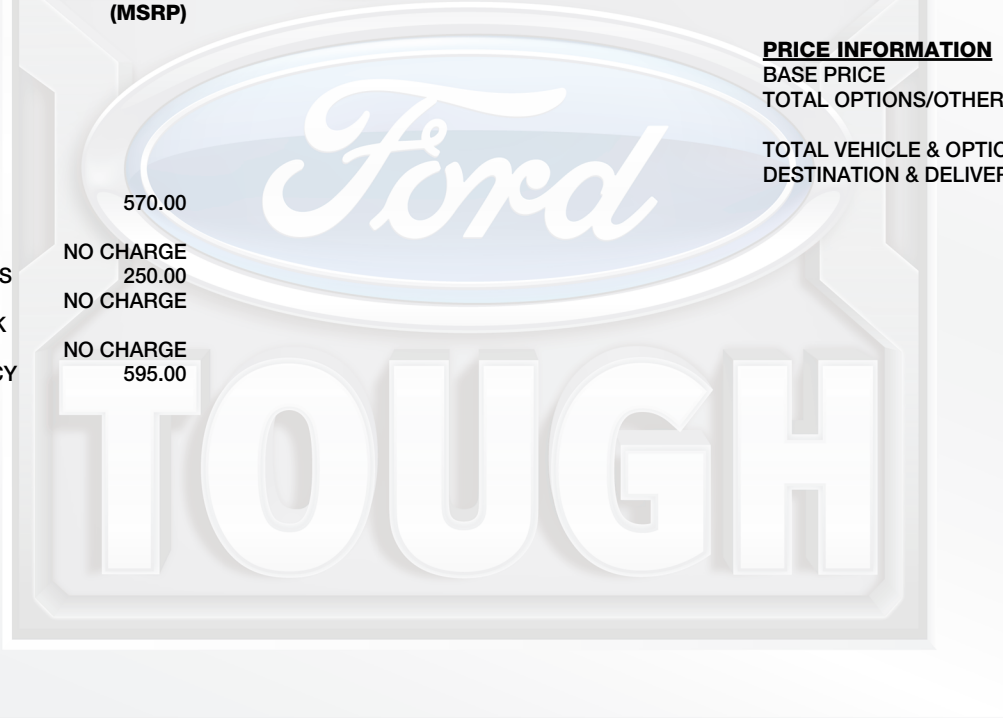 (MSRP)
570.00
NO CHARGE
S 250.00
NO CHARGE
K
NO CHARGE
CY 595.00
PRICE INFORMATION
BASE PRICE
TOTAL OPTIONS/OTHER
TOTAL VEHICLE & OPTIO
DESTINATION & DELIVER
Ford
TOUGH